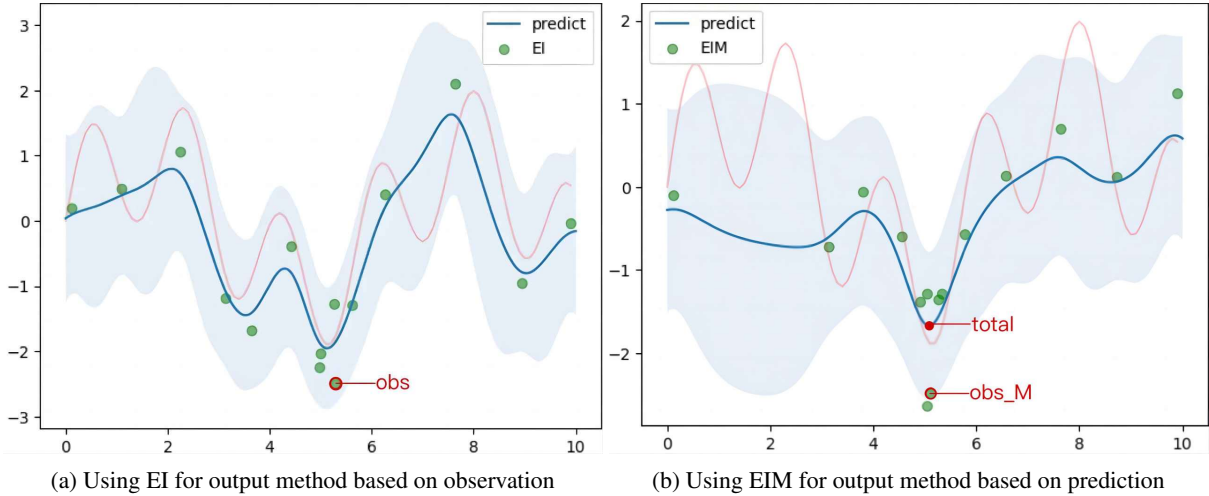 predict
EI
3
2
1
0
−1
−2
−3
0 2 4 6 8 10
obs
(a) Using EI for output method based on observation
predict
EIM
2
1
0
−1
−2
0 2 4 6 8 10
total
obs_M
(b) Using EIM for output method based on prediction